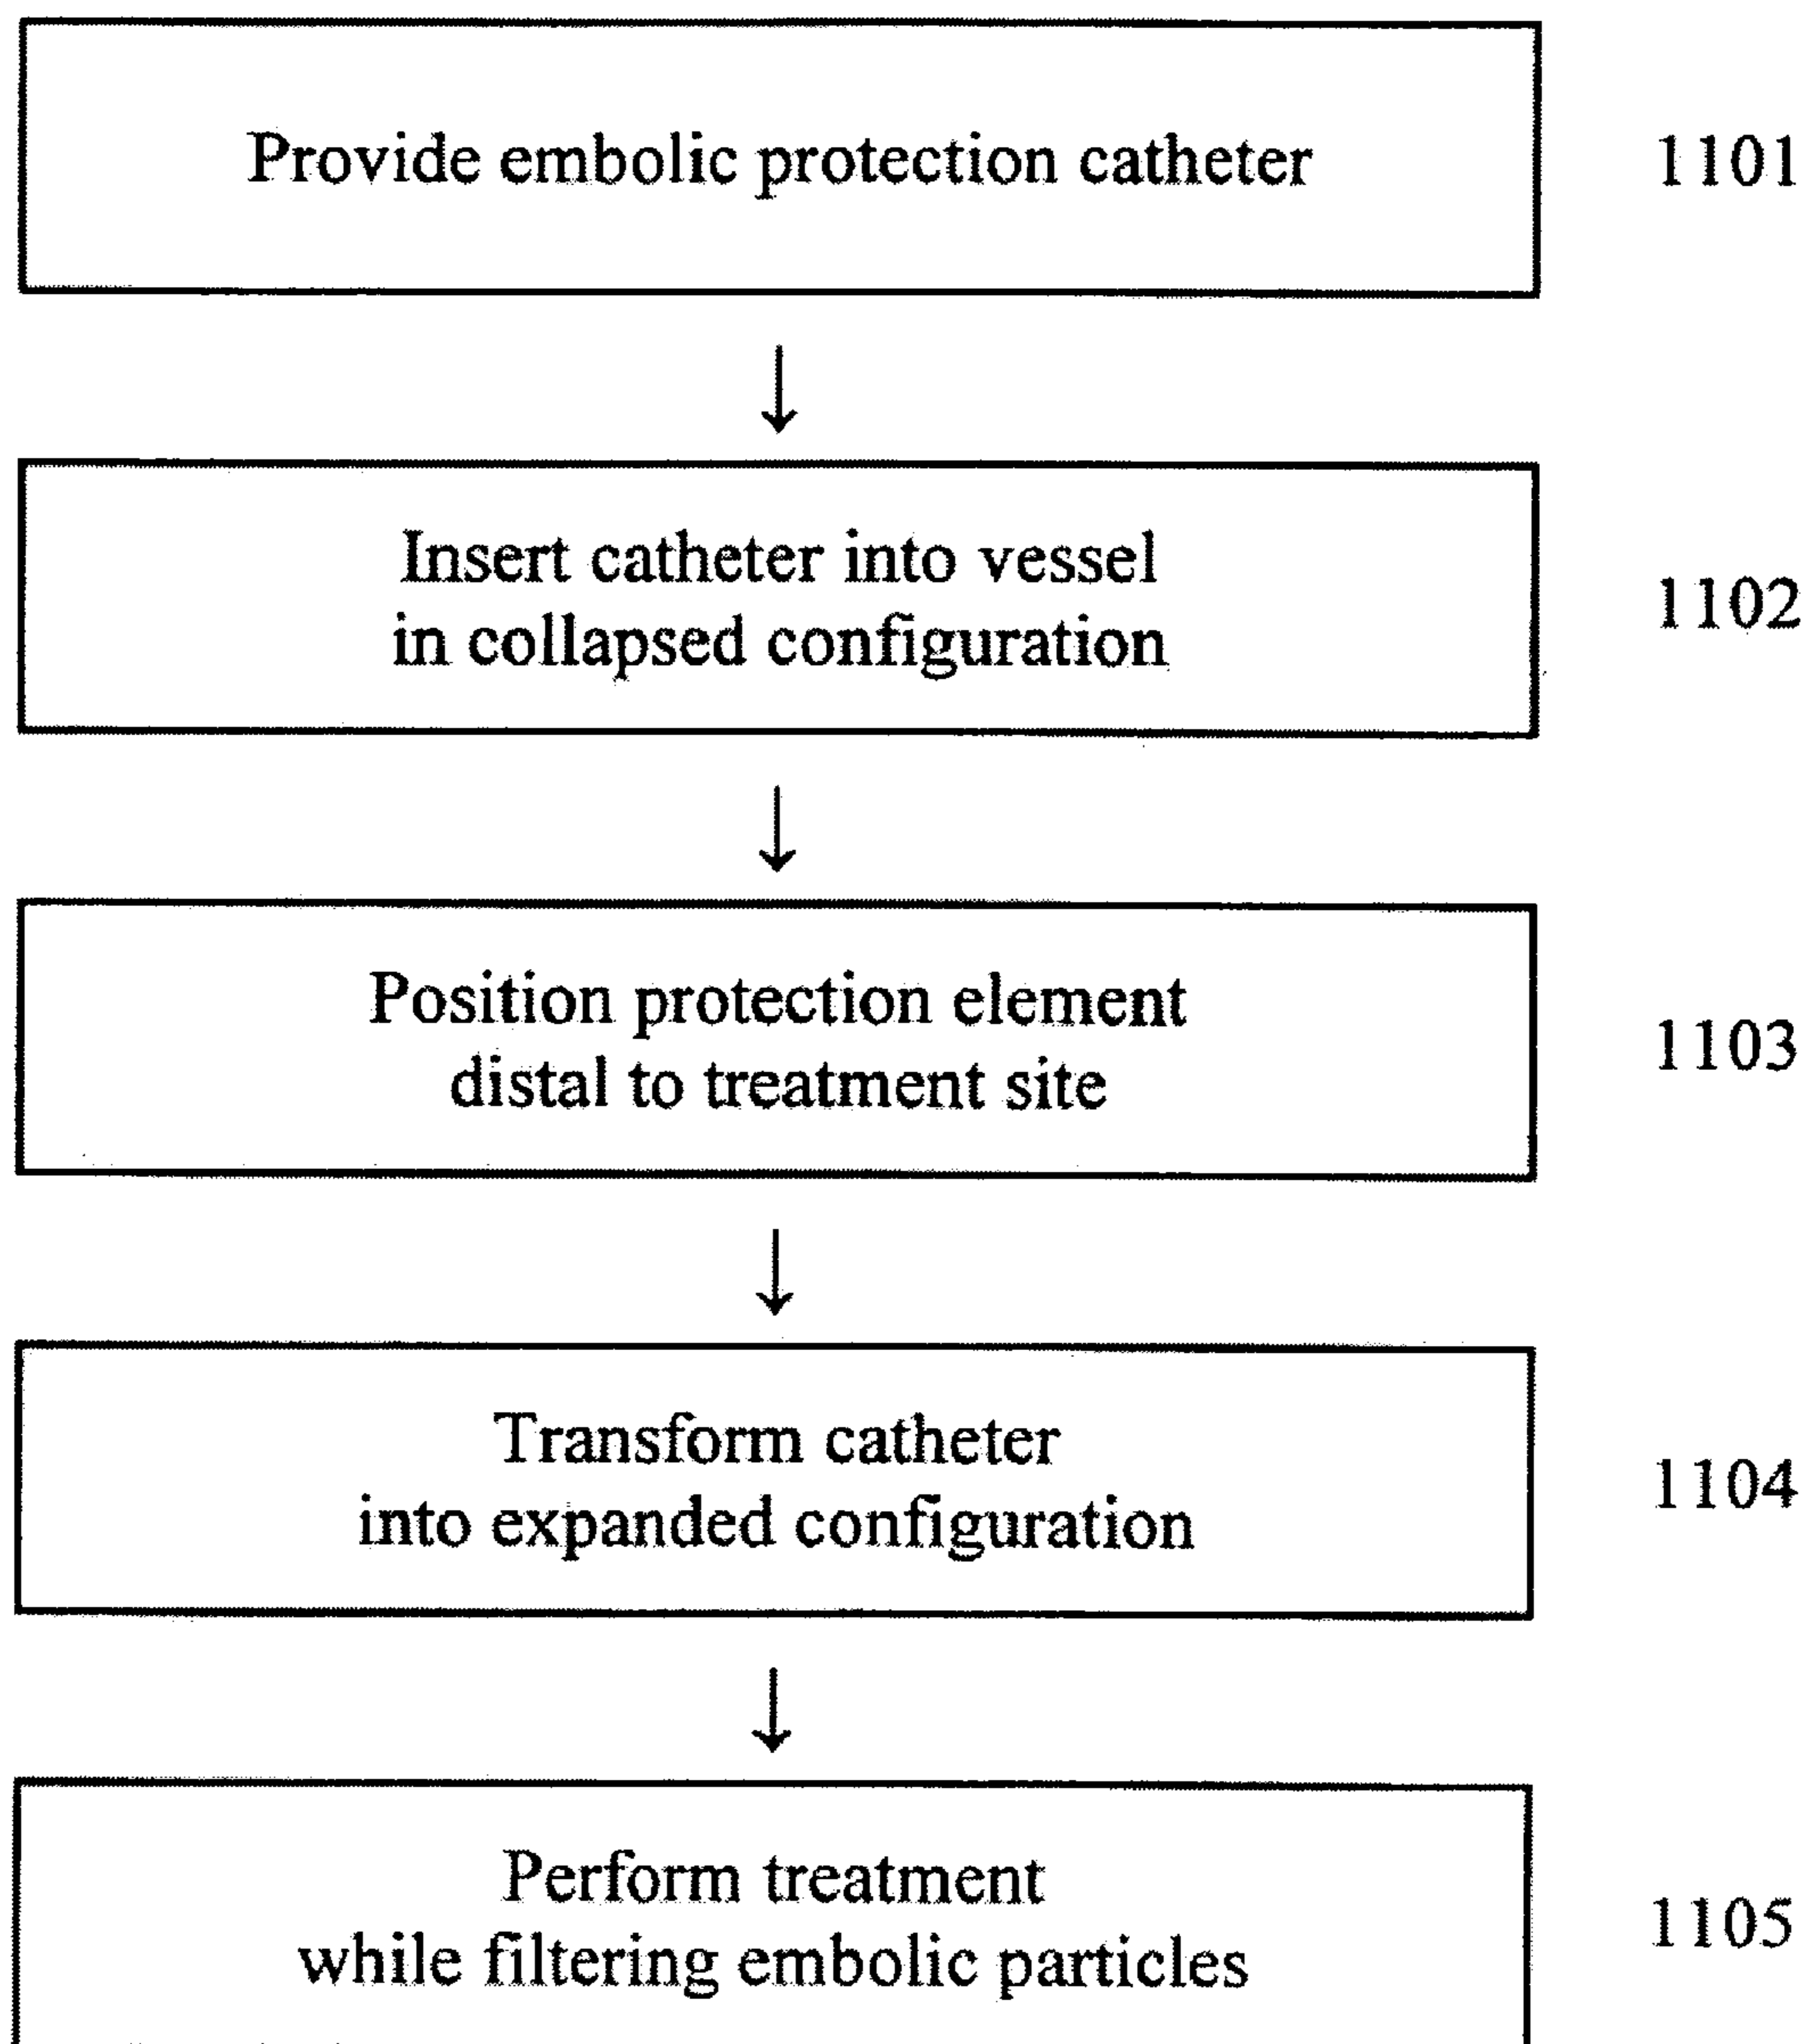 Provide embolic protection catheter
1101
Insert catheter into vessel
in collapsed configuration
1102
Position protection element
distal to treatment site
1103
Transform catheter
into expanded configuration
1104
Perform treatment
while filtering embolic particles
1105